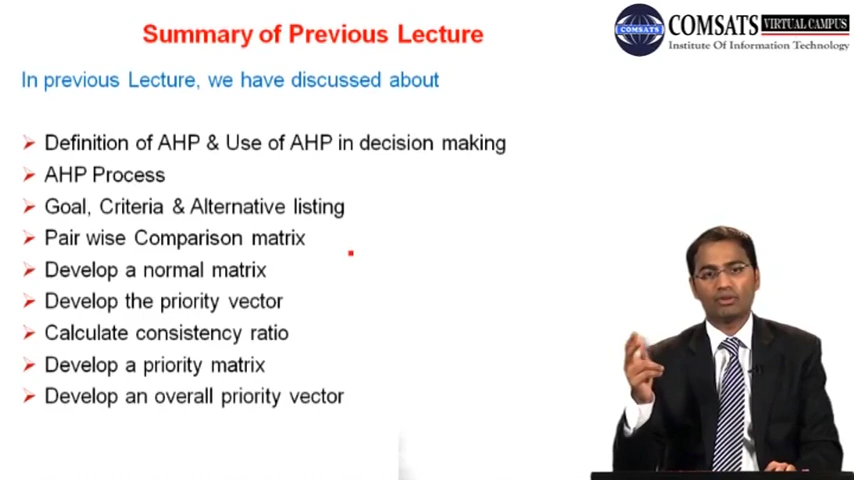 Summary of Previous Lecture
COMSATS
COMSATS VIRTUAL CAMPUS
Institute Of Information Technology
In previous Lecture, we have discussed about
Definition of AHP & Use of AHP in decision making
AHP Process
Goal, Criteria & Alternative listing
Pair wise Comparison matrix
Develop a normal matrix
Develop the priority vector
Calculate consistency ratio
Develop a priority matrix
Develop an overall priority vector